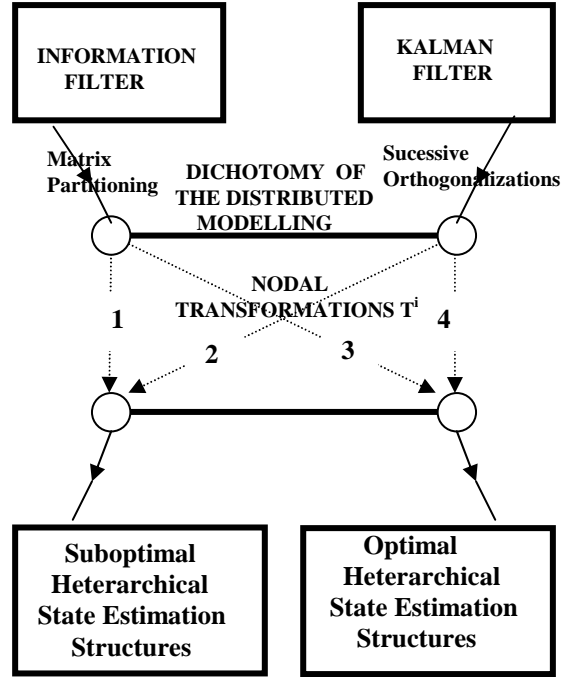 INFORMATION
FILTER
KALMAN
FILTER
Matrix
Partitioning
DICHOTOMY OF
THE DISTRIBUTED
MODELLING
Sucessive
Orthogonalizations
NODAL
TRANSFORMATIONS Tⁱ
1
2
3
4
Suboptimal
Heterarchical
State Estimation
Structures
Optimal
Heterarchical
State Estimation
Structures